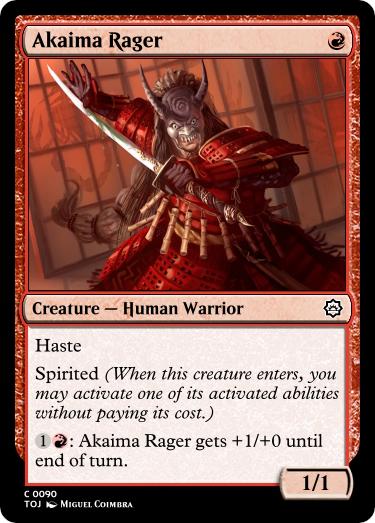 Akaima Rager
Creature — Human Warrior
Haste
Spirited (When this creature enters, you
may activate one of its activated abilities
without paying its cost.)
1: Akaima Rager gets +1/+0 until
end of turn.
1/1
C 0090
TOJ Miguel Coimbra